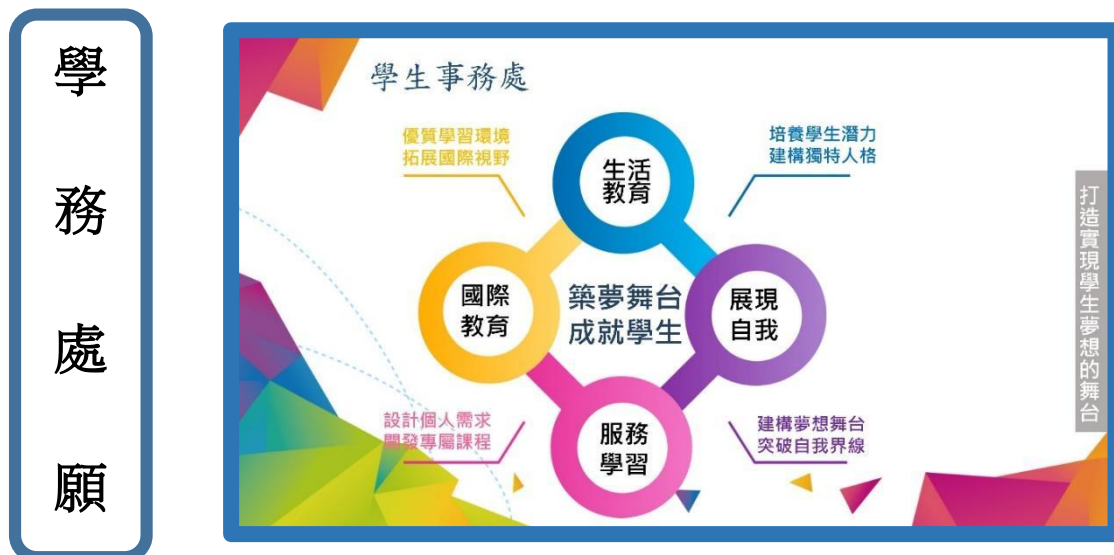 學務處願
學生事務處
優質學習環境
拓展國際視野
培養學生潛力
建構獨特人格
生活
教育
國際
教育
築夢舞台
成就學生
展現
自我
設計個人需求
開發專屬課程
服務
學習
建構夢想舞台
突破自我界線
打造實現學生夢想的舞台